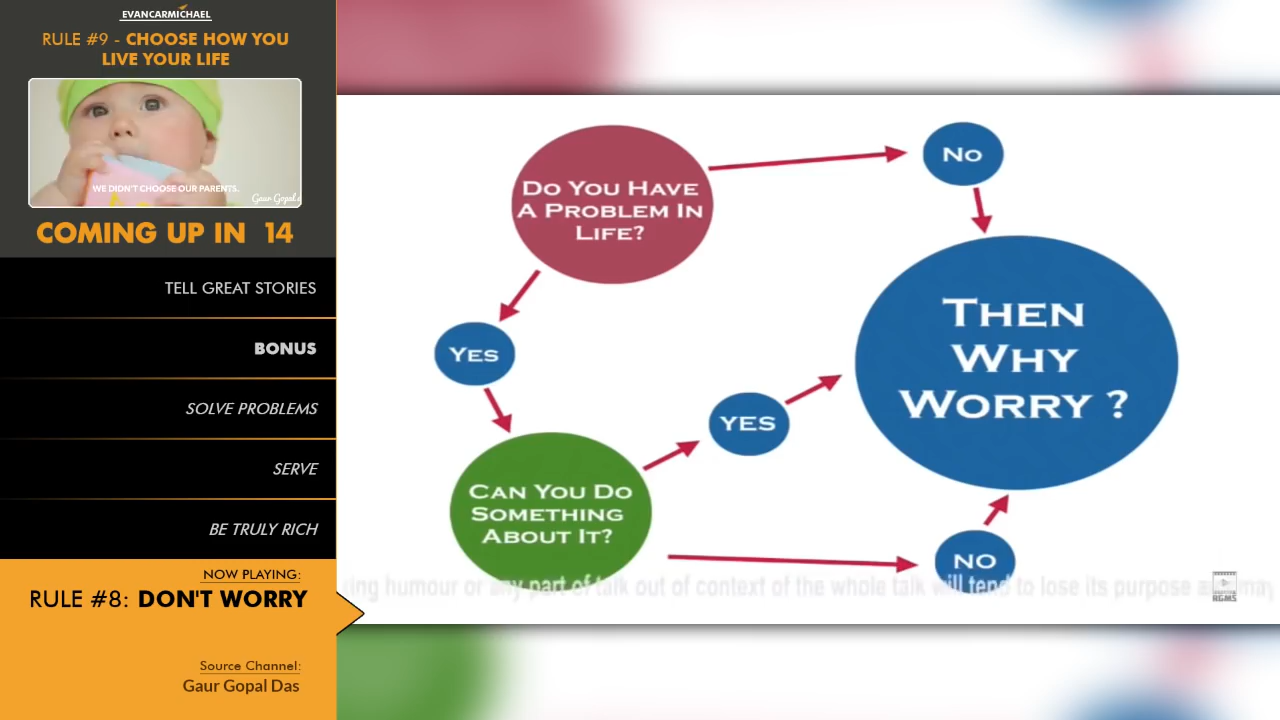 EVANCARMICHAEL
RULE #9 - CHOOSE HOW YOU
LIVE YOUR LIFE
WE DIDN'T CHOOSE OUR PARENTS.
Gaur Gopal
COMING UP IN 14
TELL GREAT STORIES
BONUS
SOLVE PROBLEMS
SERVE
BE TRULY RICH
NOW PLAYING:
RULE #8: DON'T WORRY
Source Channel:
Gaur Gopal Das
DO YOU HAVE
A PROBLEM IN
LIFE?
NO
YES
THEN
WHY
WORRY ?
YES
CAN YOU DO
SOMETHING
ABOUT IT?
NO
humour or any part of talk out of context of the whole talk will tend to lose its purpose
RGMS